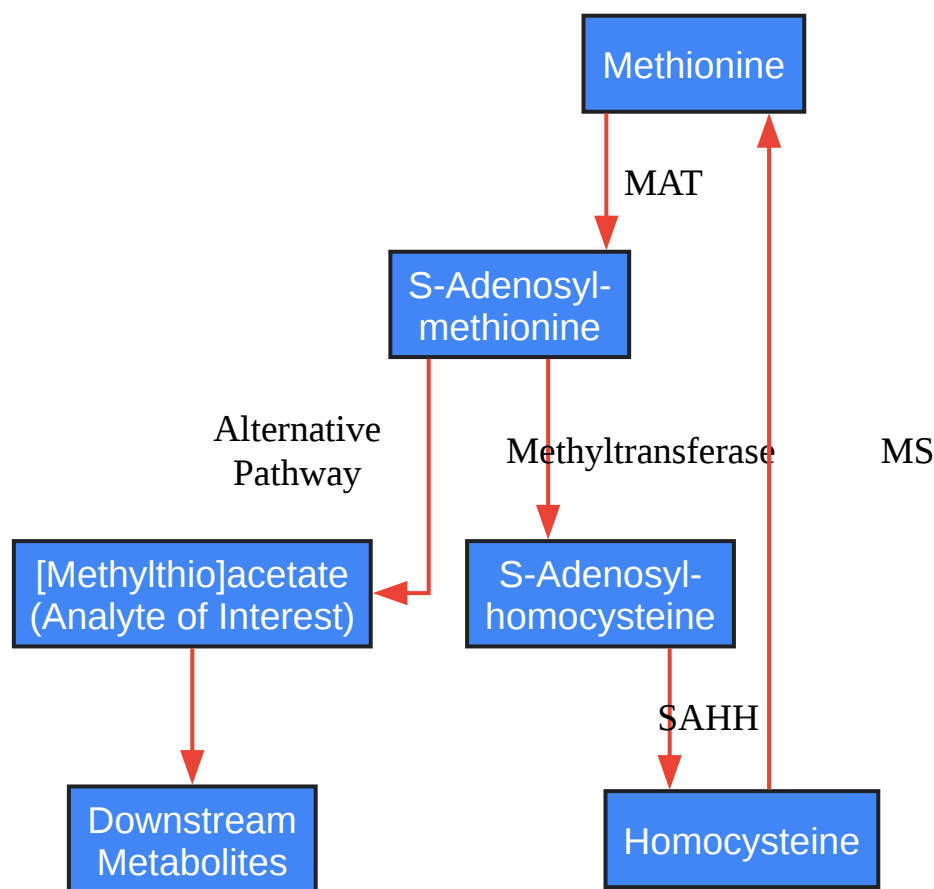 Methionine
MAT
S-Adenosyl-
methionine
Alternative
Pathway
Methyltransferase
MS
[Methylthio]acetate
(Analyte of Interest)
S-Adenosyl-
homocysteine
SAHH
Downstream
Metabolites
Homocysteine